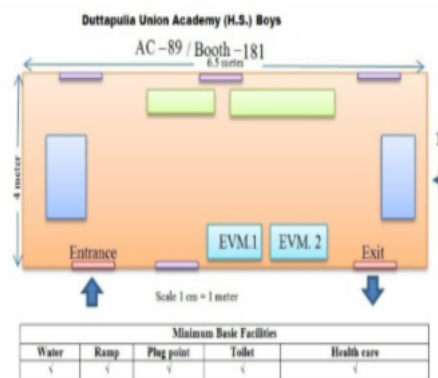 Duttapulia Union Academy (H.S.) Boys
AC -89 / Booth -181
6.5 meter
4 meter
EVM.1 EVM. 2
Entrance Exit
Scale 1 cm = 1 meter
Minimum Basic Facilities
Water Ramp Plug point Toilet Health care
√ √ √ √ √